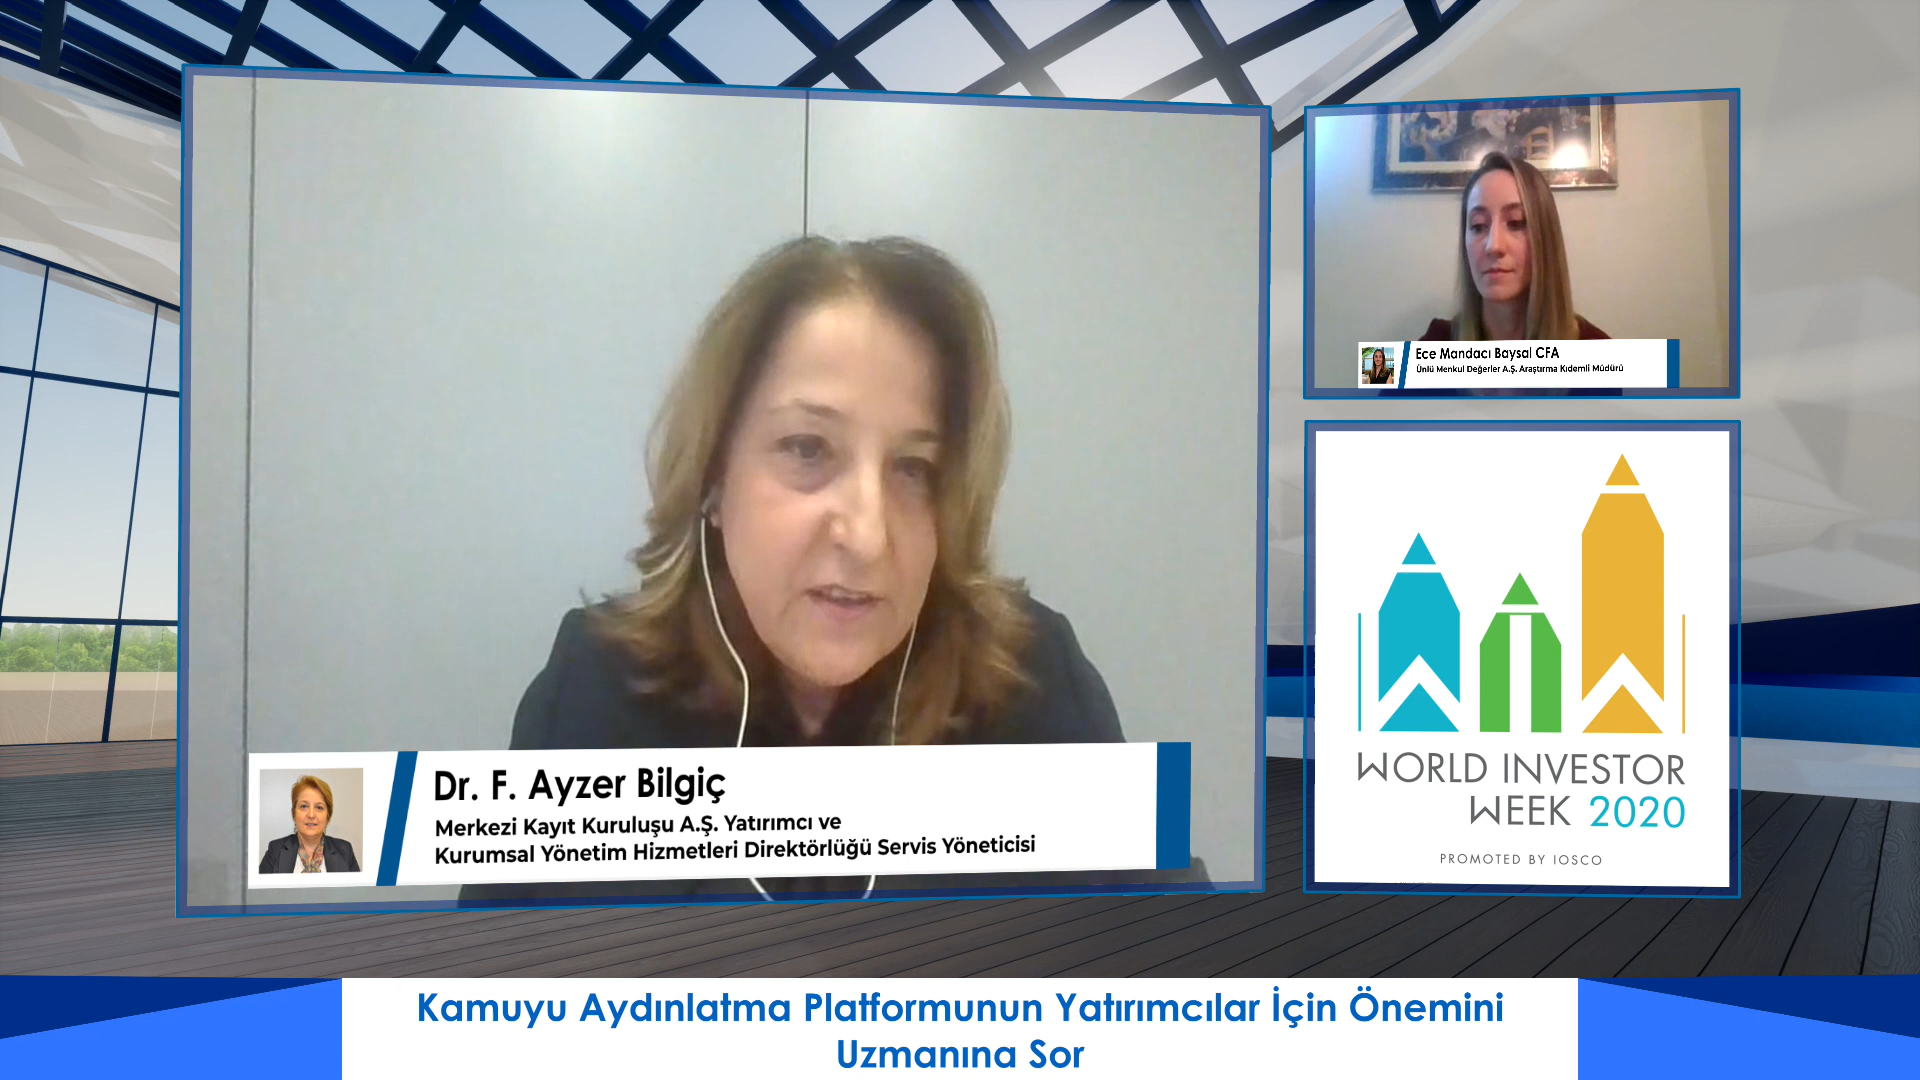 Dr. F. Ayzer Bilgiç
Merkezi Kayıt Kuruluşu A.Ş. Yatırımcı ve
Kurumsal Yönetim Hizmetleri Direktörlüğü Servis Yöneticisi
Ece Mandacı Baysal CFA
Ünlü Menkul Değerler A.Ş. Araştırma Kıdemli Müdürü
WORLD INVESTOR
WEEK 2020
PROMOTED BY IOSCO
Kamuyu Aydınlatma Platformunun Yatırımcılar İçin Önemini
Uzmanına Sor